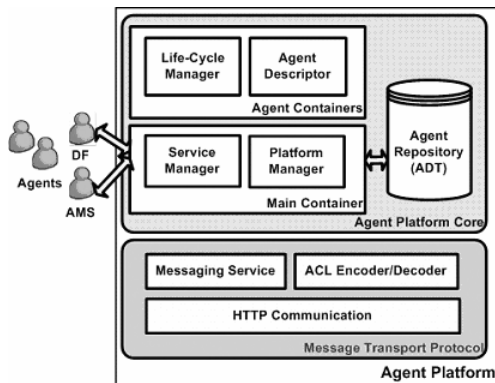 Life-Cycle
Manager
Agent
Descriptor
Agent Containers
DF
Agents
AMS
Service
Manager
Platform
Manager
Main Container
Agent
Repository
(ADT)
Agent Platform Core
Messaging Service
ACL Encoder/Decoder
HTTP Communication
Message Transport Protocol
Agent Platform